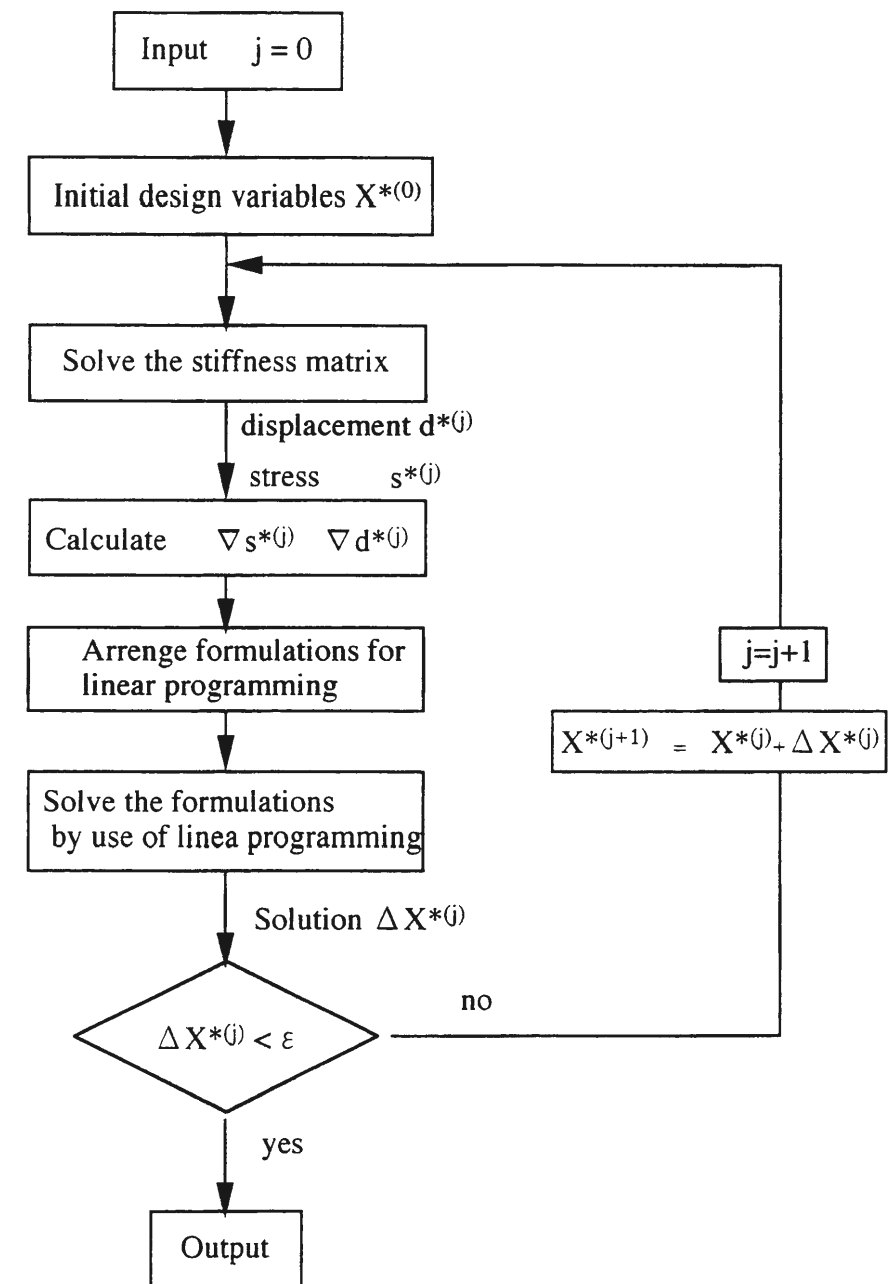 Input j = 0
Initial design variables X*(0)
Solve the stiffness matrix
displacement d*(j)
stress s*(j)
Calculate ∇s*(j) ∇d*(j)
Arrenge formulations for
linear programming
Solve the formulations
by use of linea programming
Solution ΔX*(j)
ΔX*(j) < ε
no
X*(j+1) = X*(j)+ΔX*(j)
j=j+1
yes
Output